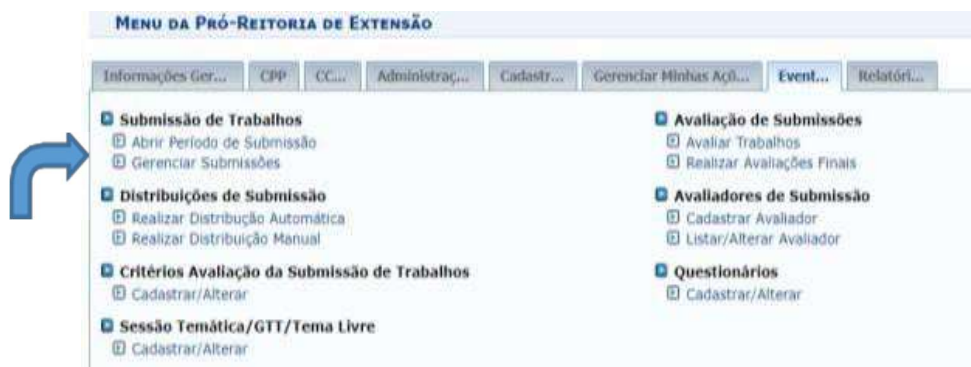 MENU DA PRÓ-REITORIA DE EXTENSÃO
Informações Ger... CPP CC... Administraç... Cadastr... Gerenciar Minhas Açõ... Event... Relatóri...
Submissão de Trabalhos
Abrir Período de Submissão
Gerenciar Submissões
Distribuições de Submissão
Realizar Distribução Automática
Realizar Distribuição Manual
Critérios Avaliação da Submissão de Trabalhos
Cadastrar/Alterar
Sessão Temática/GTT/Tema Livre
Cadastrar/Alterar
Avaliação de Submissões
Avaliar Trabalhos
Realizar Avaliações Finais
Avaliadores de Submissão
Cadastrar Avaliador
Listar/Alterar Avaliador
Questionários
Cadastrar/Alterar